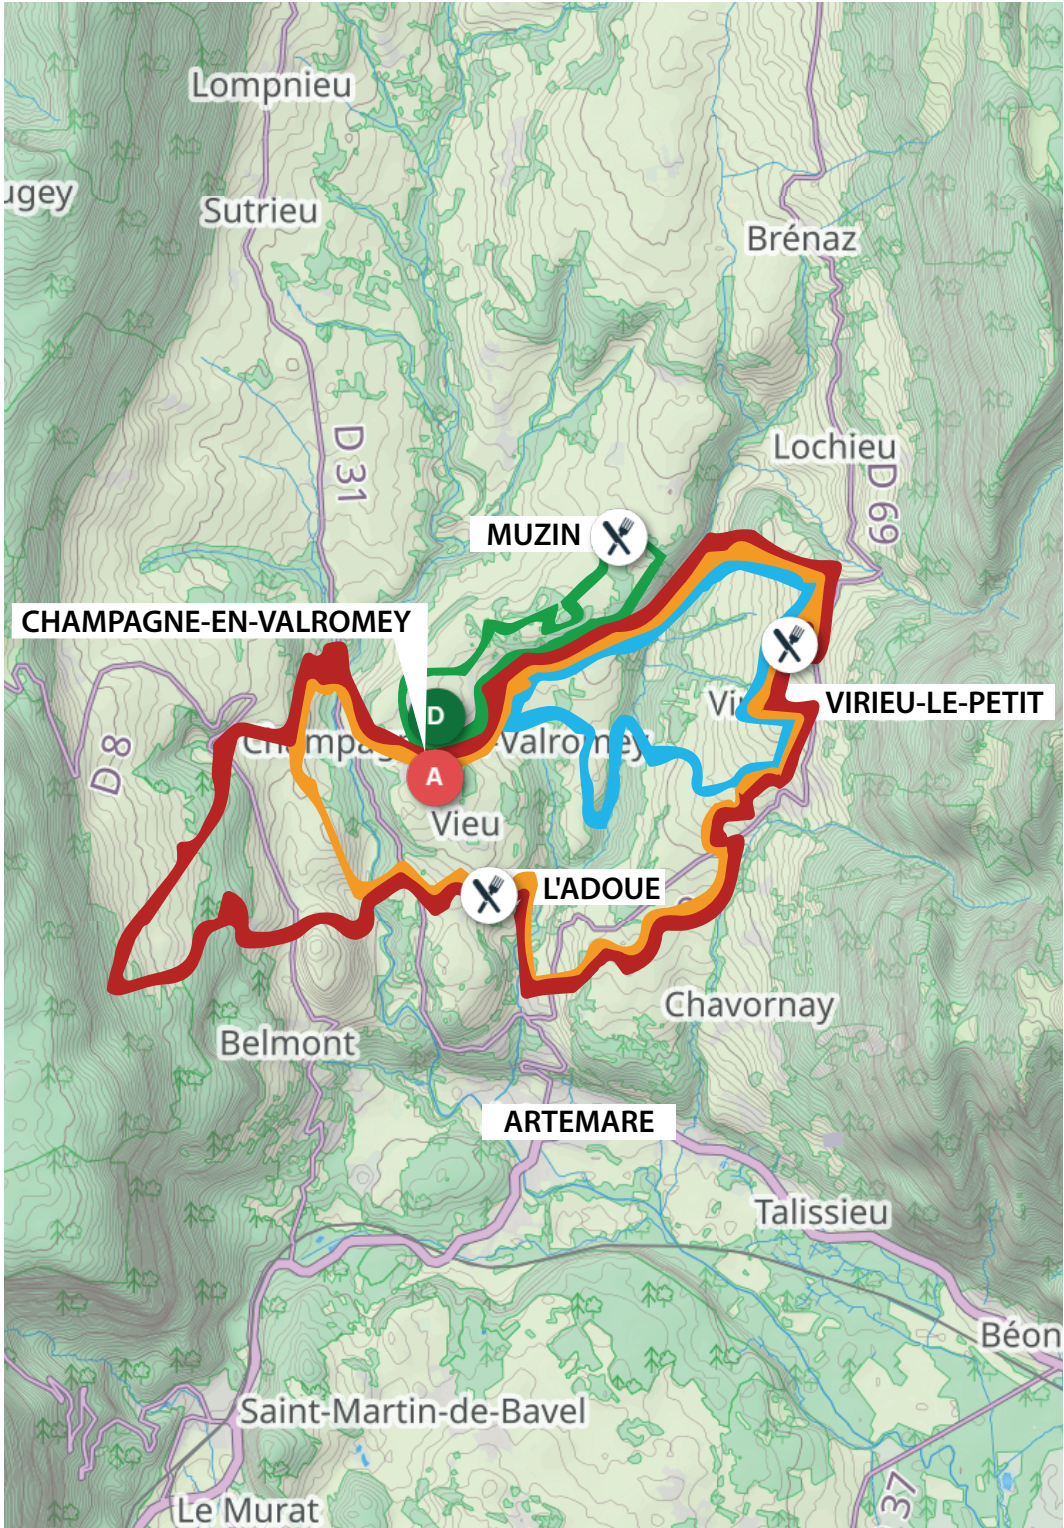 Lompnieu
ugey
Sutrieu
Brénaz
D 31
Lochieu
D 69
MUZIN
CHAMPAGNE-EN-VALROMEY
D
VIRIEU-LE-PETIT
D 8
A
Vieu
L'ADOUE
Chavornay
Belmont
ARTEMARE
Talissieu
Béon
Saint-Martin-de-Bavel
37
Le Murat